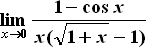 lim x→0 (1 − cos x) / (x(√(1+x) − 1))